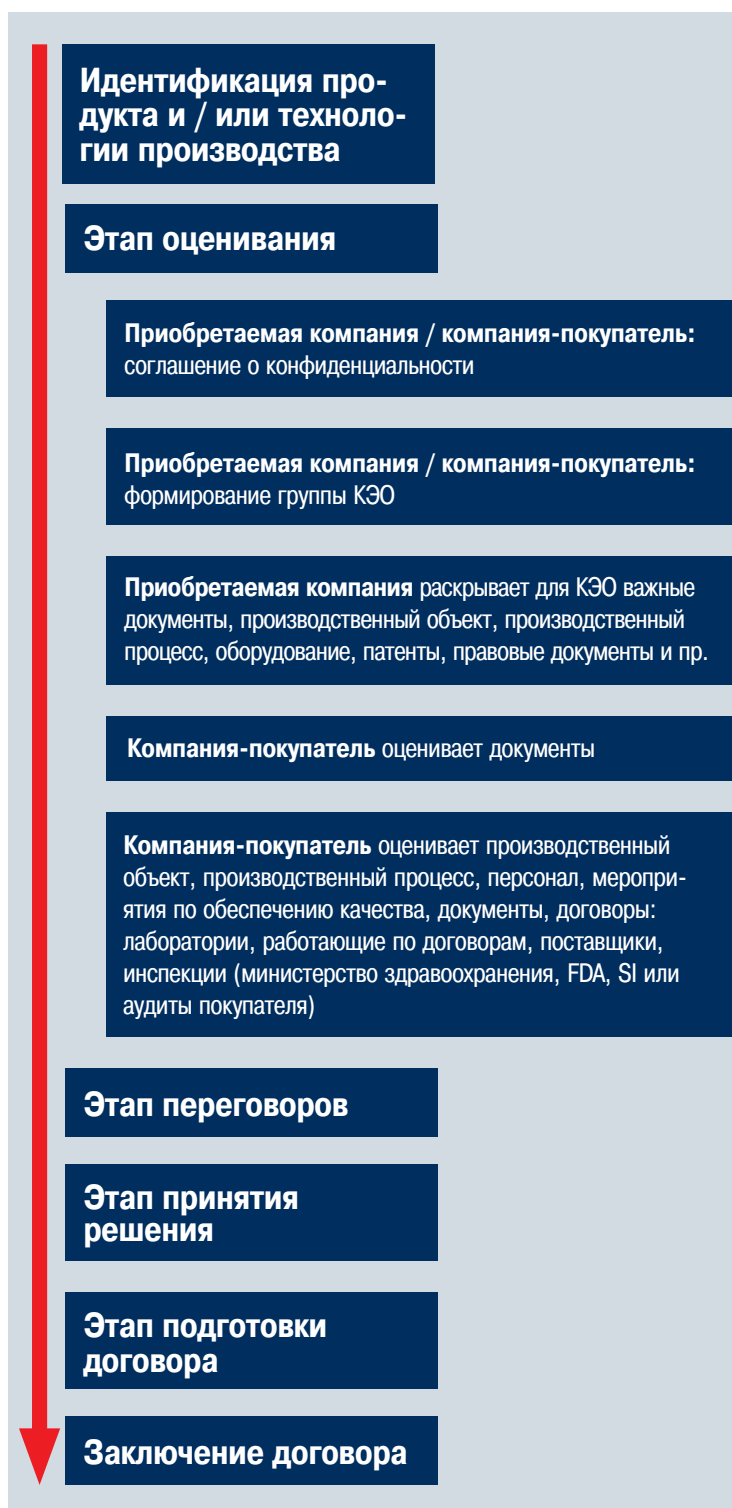 Идентификация про-
дукта и / или техноло-
гии производства
Этап оценивания
Приобретаемая компания / компания-покупатель:
соглашение о конфиденциальности
Приобретаемая компания / компания-покупатель:
формирование группы КЭО
Приобретаемая компания раскрывает для КЭО важные
документы, производственный объект, производственный
процесс, оборудование, патенты, правовые документы и пр.
Компания-покупатель оценивает документы
Компания-покупатель оценивает производственный
объект, производственный процесс, персонал, меропри-
ятия по обеспечению качества, документы, договоры:
лаборатории, работающие по договорам, поставщики,
инспекции (министерство здравоохранения, FDA, SI или
аудиты покупателя)
Этап переговоров
Этап принятия
решения
Этап подготовки
договора
Заключение договора